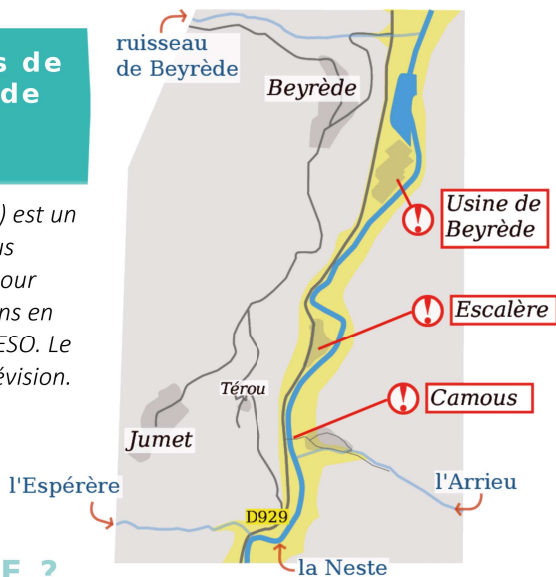 s de
de
) est un
us
our
ns en
ESO. Le
évision.
E ?
ruisseau
de Beyrède
Beyrède
Usine de
Beyrède
Escalère
Camous
Térou
Jumet
l'Espérère
l'Arrieu
D929
la Neste